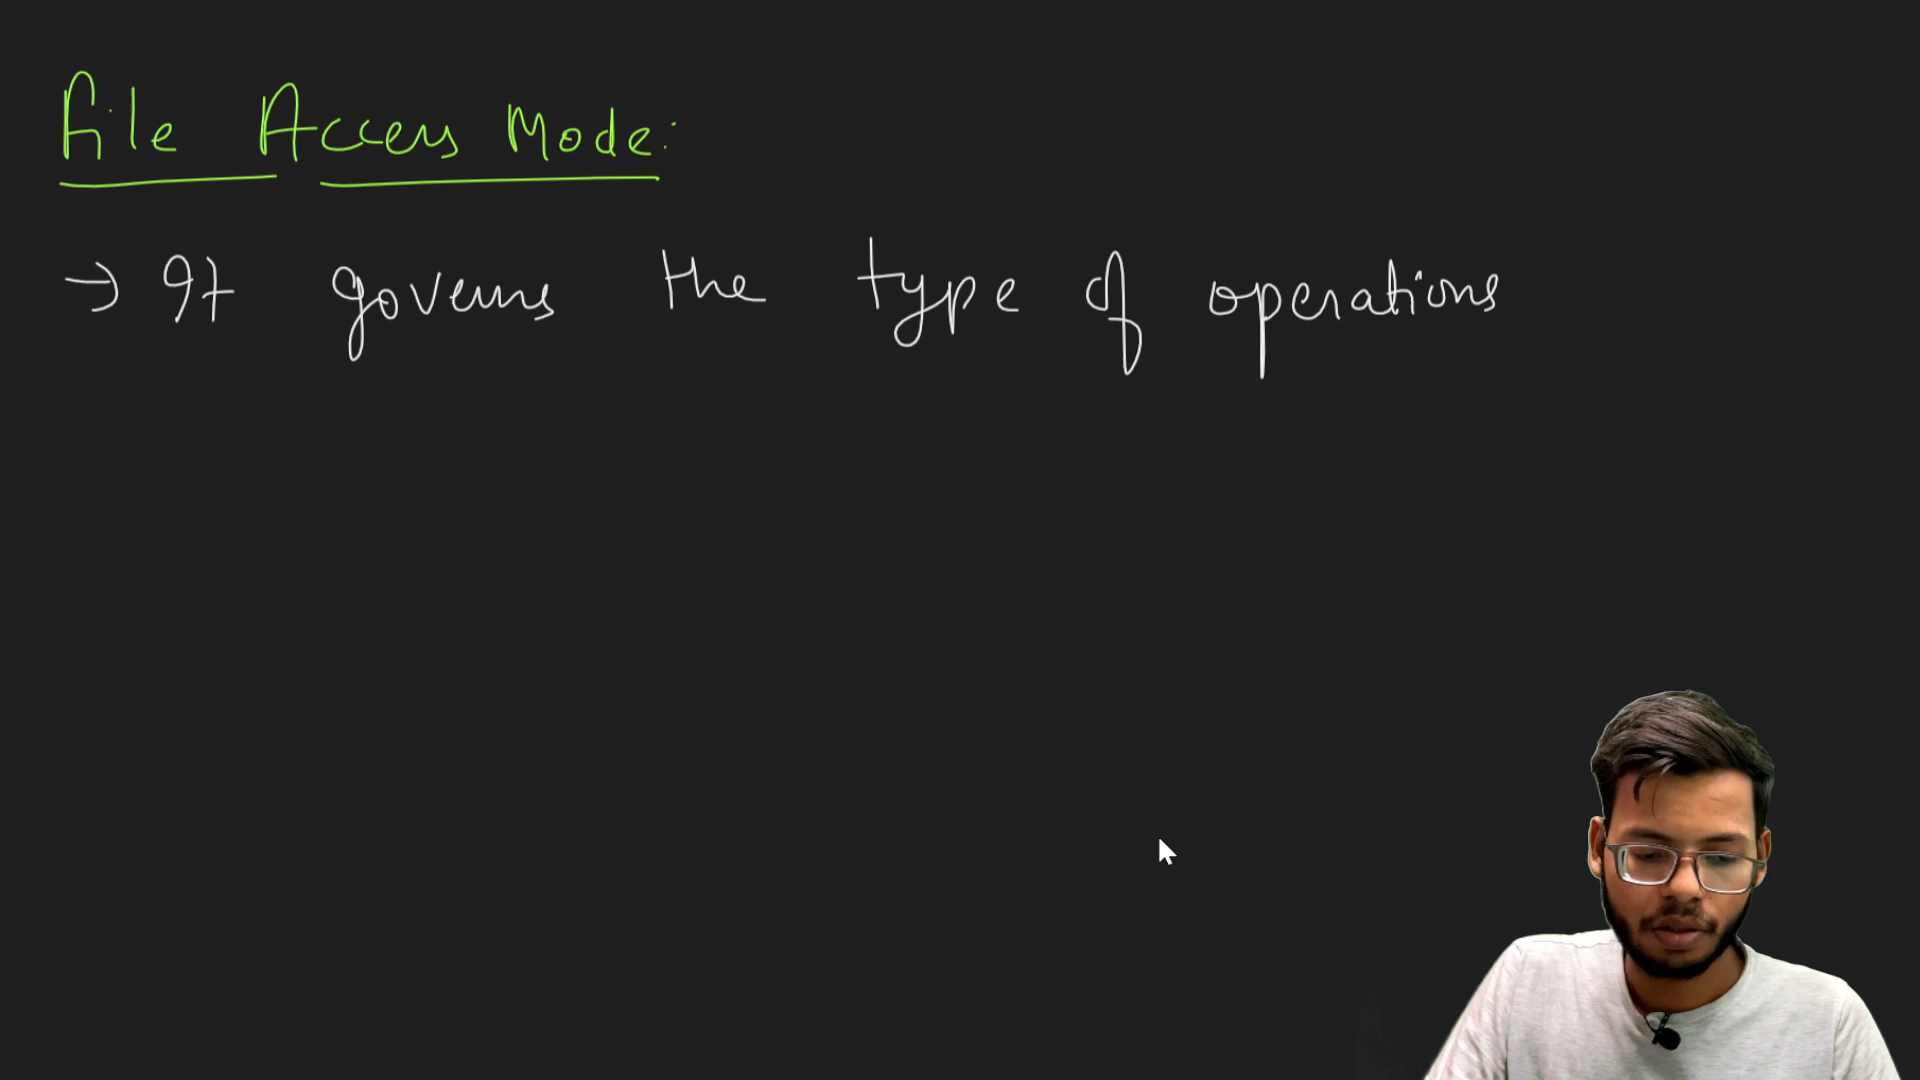 File Access Mode:
→ It governs the type of operations